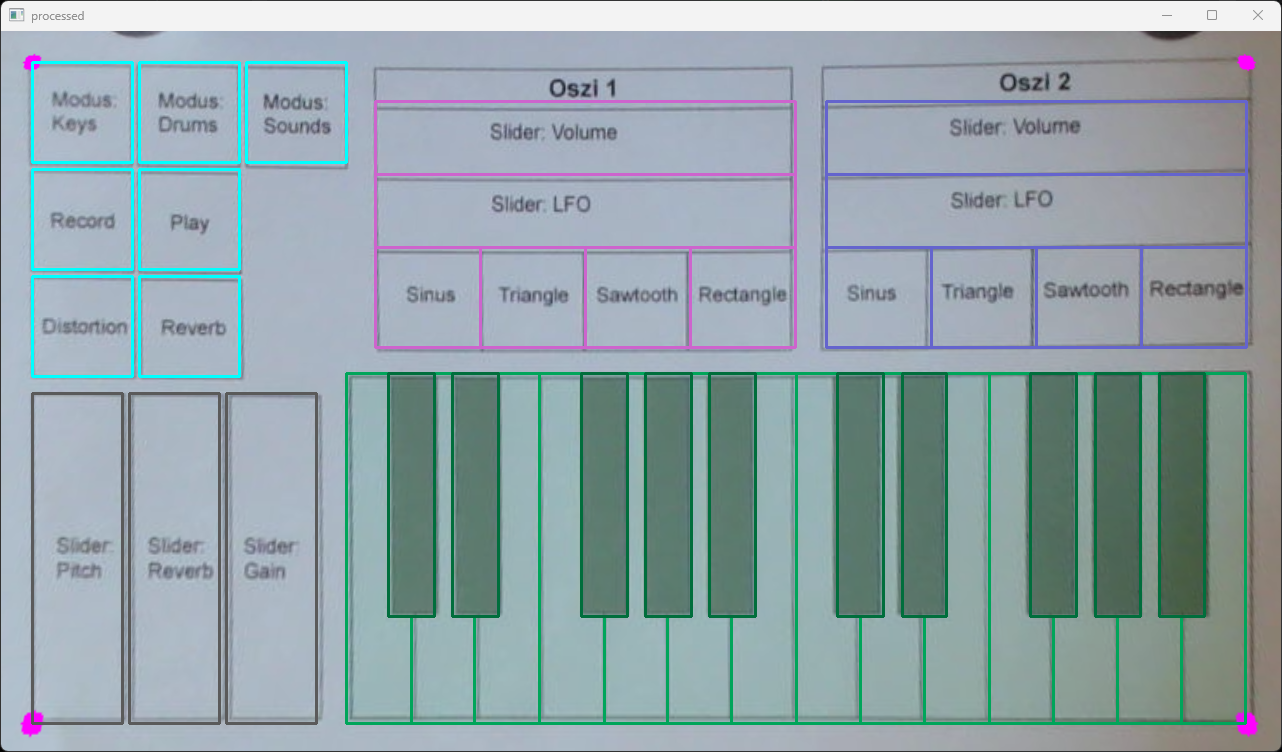 processed
Modus:
Keys
Modus:
Drums
Modus:
Sounds
Record
Play
Distortion
Reverb
Oszi 1
Slider: Volume
Slider: LFO
Sinus
Triangle
Sawtooth
Rectangle
Oszi 2
Slider: Volume
Slider: LFO
Sinus
Triangle
Sawtooth
Rectangle
Slider:
Pitch
Slider:
Reverb
Slider:
Gain